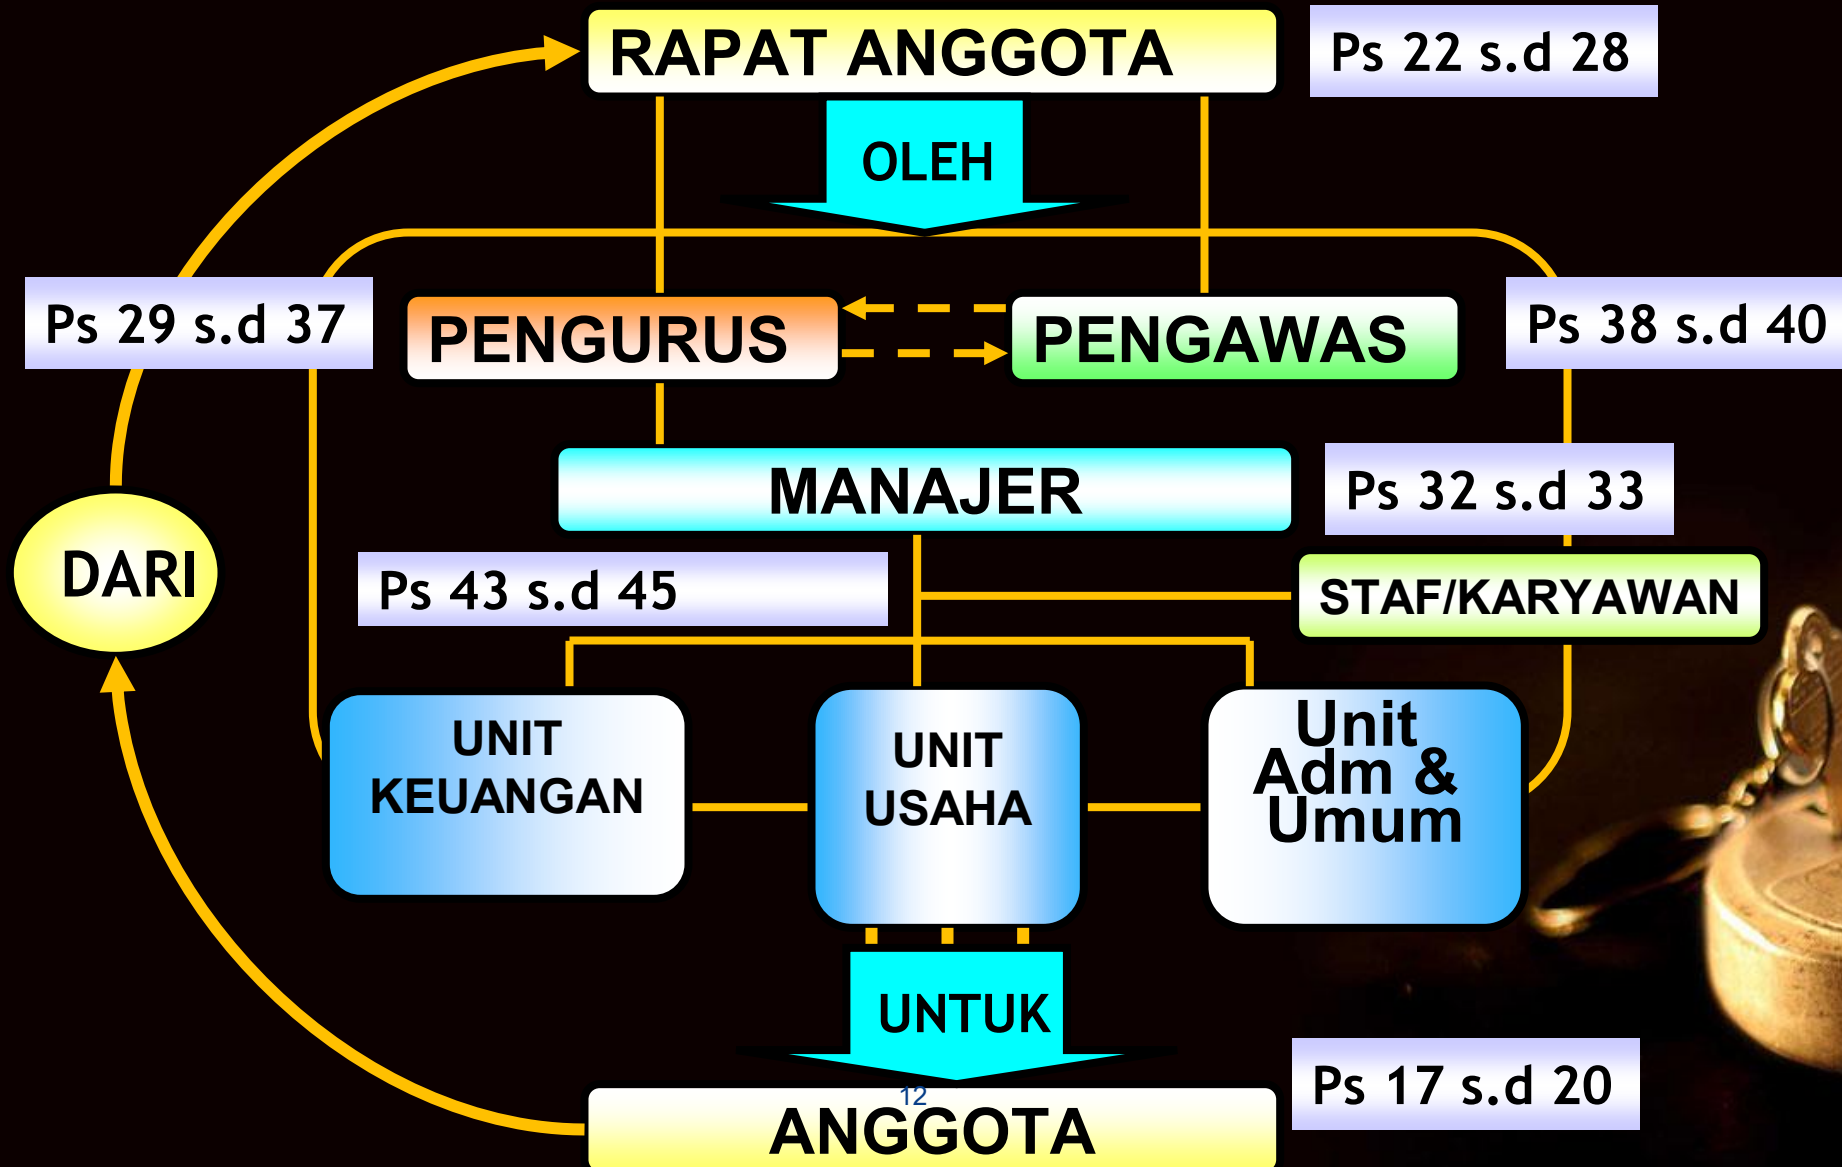 RAPAT ANGGOTA
Ps 22 s.d 28
OLEH
Ps 29 s.d 37
PENGURUS
PENGAWAS
Ps 38 s.d 40
MANAJER
Ps 32 s.d 33
DARI
Ps 43 s.d 45
STAF/KARYAWAN
UNIT
KEUANGAN
UNIT
USAHA
Unit
Adm &
Umum
UNTUK
Ps 17 s.d 20
12
ANGGOTA